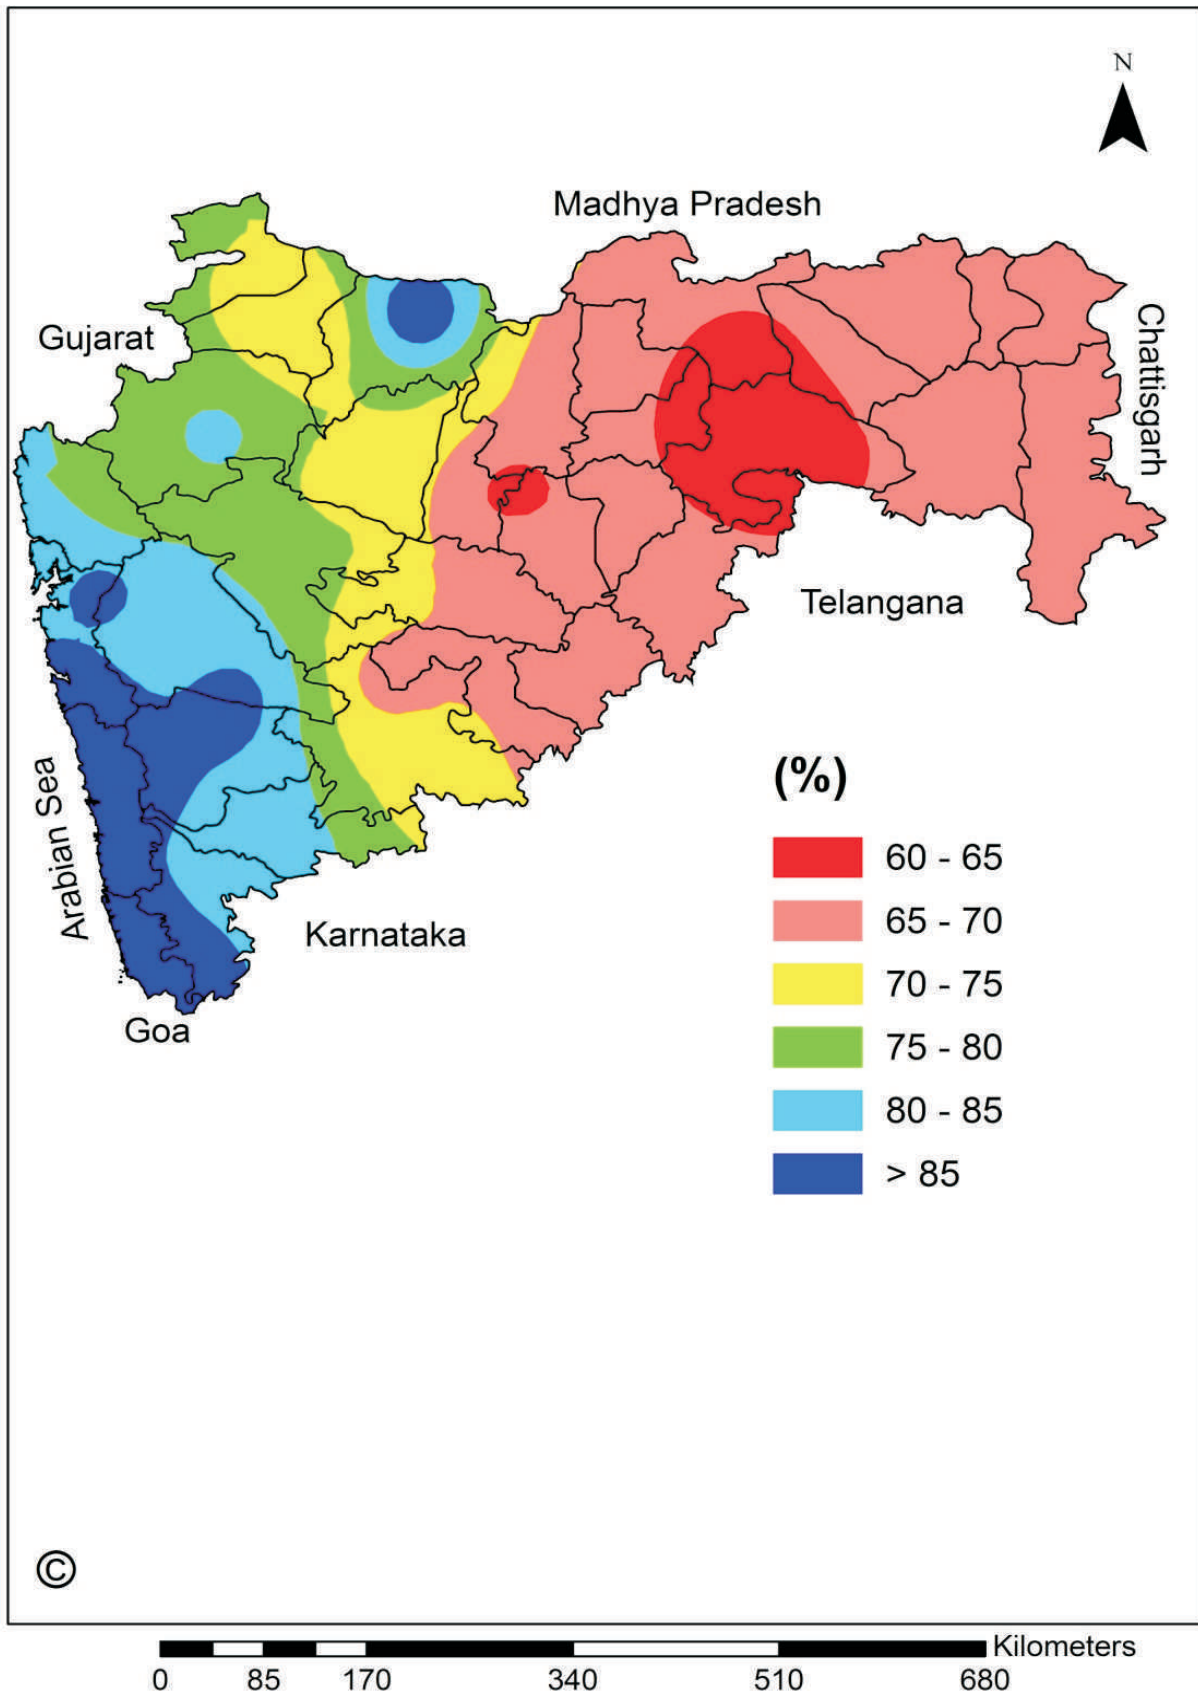 N
Madhya Pradesh
Gujarat
Chattisgarh
Telangana
Arabian Sea
Karnataka
Goa
(%)
60 - 65
65 - 70
70 - 75
75 - 80
80 - 85
> 85
©
Kilometers
0 85 170 340 510 680